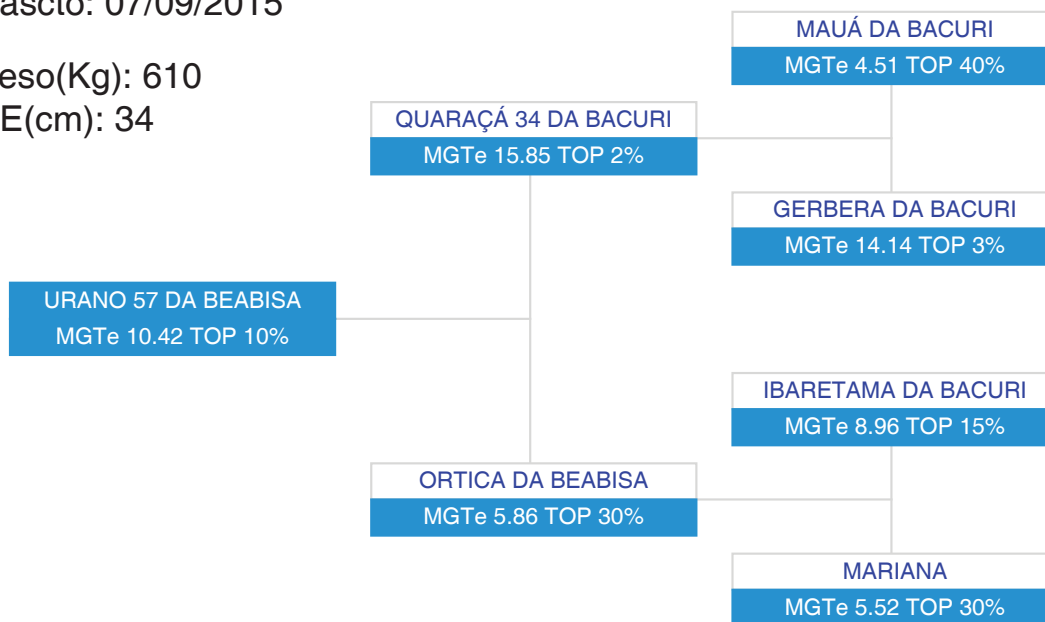 ascto: 07/09/2015
eso(Kg): 610
E(cm): 34
MAUÁ DA BACURI
MGTe 4.51 TOP 40%
QUARAÇÁ 34 DA BACURI
MGTe 15.85 TOP 2%
GERBERA DA BACURI
MGTe 14.14 TOP 3%
URANO 57 DA BEABISA
MGTe 10.42 TOP 10%
IBARETAMA DA BACURI
MGTe 8.96 TOP 15%
ORTICA DA BEABISA
MGTe 5.86 TOP 30%
MARIANA
MGTe 5.52 TOP 30%